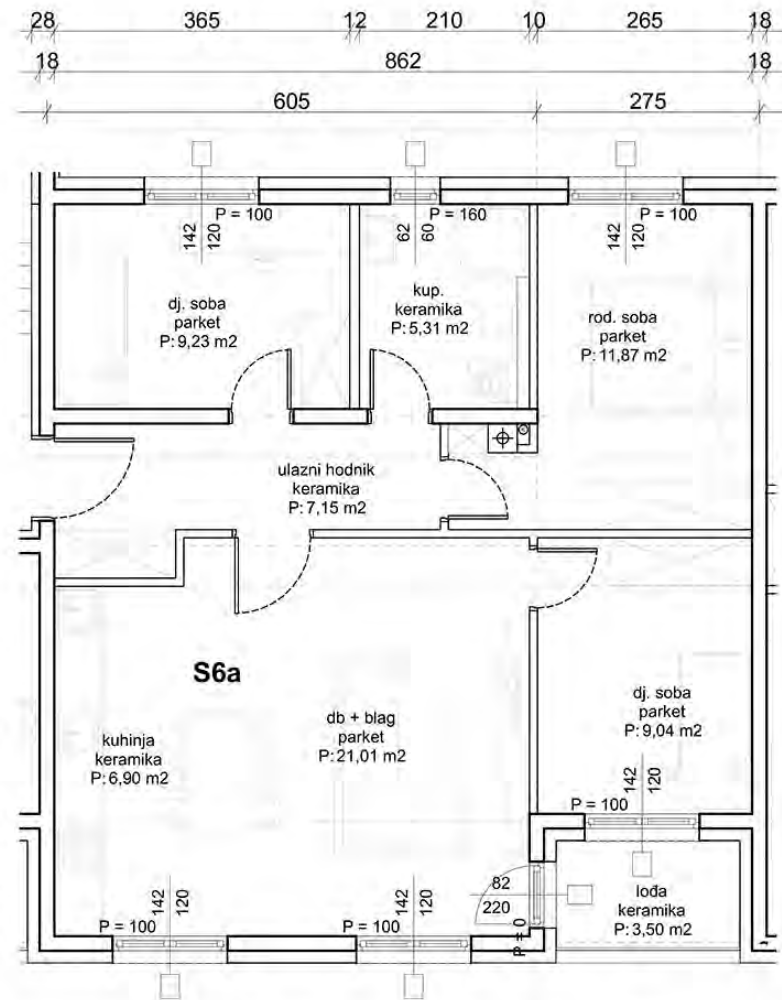 28 365 12 210 10 265 18
18 862 18
605 275
P = 100
142
120
P = 160
62
60
P = 100
142
120
dj. soba
parket
P: 9,23 m2
kup.
keramika
P: 5,31 m2
rod. soba
parket
P: 11,87 m2
ulazni hodnik
keramika
P: 7,15 m2
S6a
kuhinja
keramika
P: 6,90 m2
db + blag
parket
P: 21,01 m2
dj. soba
parket
P: 9,04 m2
142
120
P = 100
82
220
P = 0
lođa
keramika
P: 3,50 m2
142
120
P = 100
142
120
P = 100